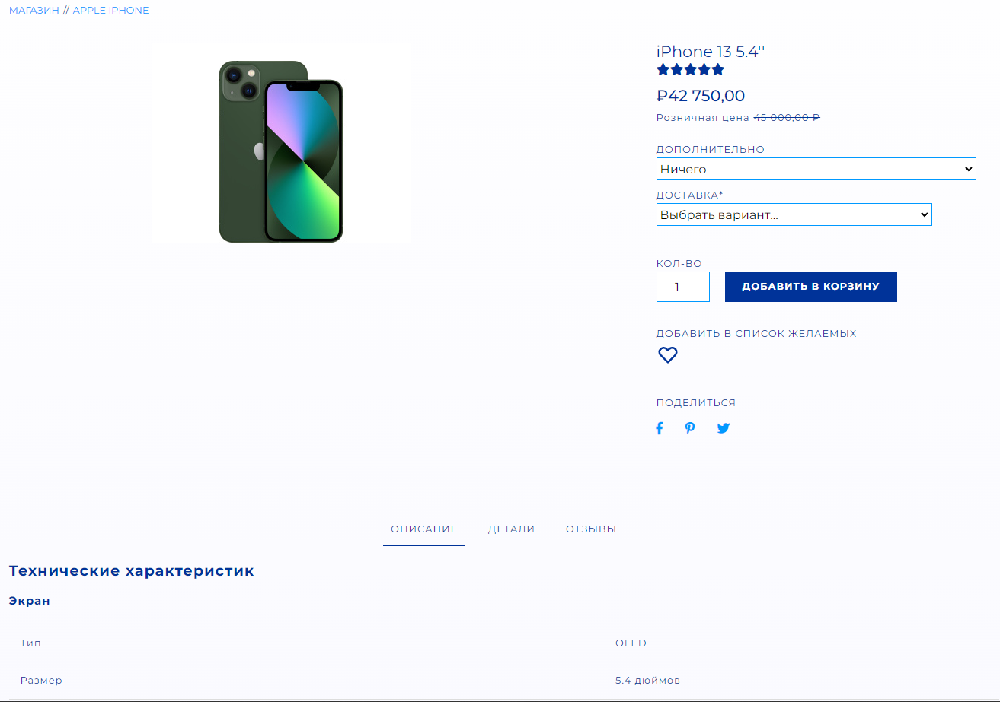 МАГАЗИН // APPLE IPHONE
iPhone 13 5.4''
₽42 750,00
Розничная цена 45 000,00 ₽
ДОПОЛНИТЕЛЬНО
Ничего
ДОСТАВКА*
Выбрать вариант...
КОЛ-ВО
1 ДОБАВИТЬ В КОРЗИНУ
ДОБАВИТЬ В СПИСОК ЖЕЛАЕМЫХ
ПОДЕЛИТЬСЯ
ОПИСАНИЕ ДЕТАЛИ ОТЗЫВЫ
Технические характеристик
Экран
Тип OLED
Размер 5.4 дюймов